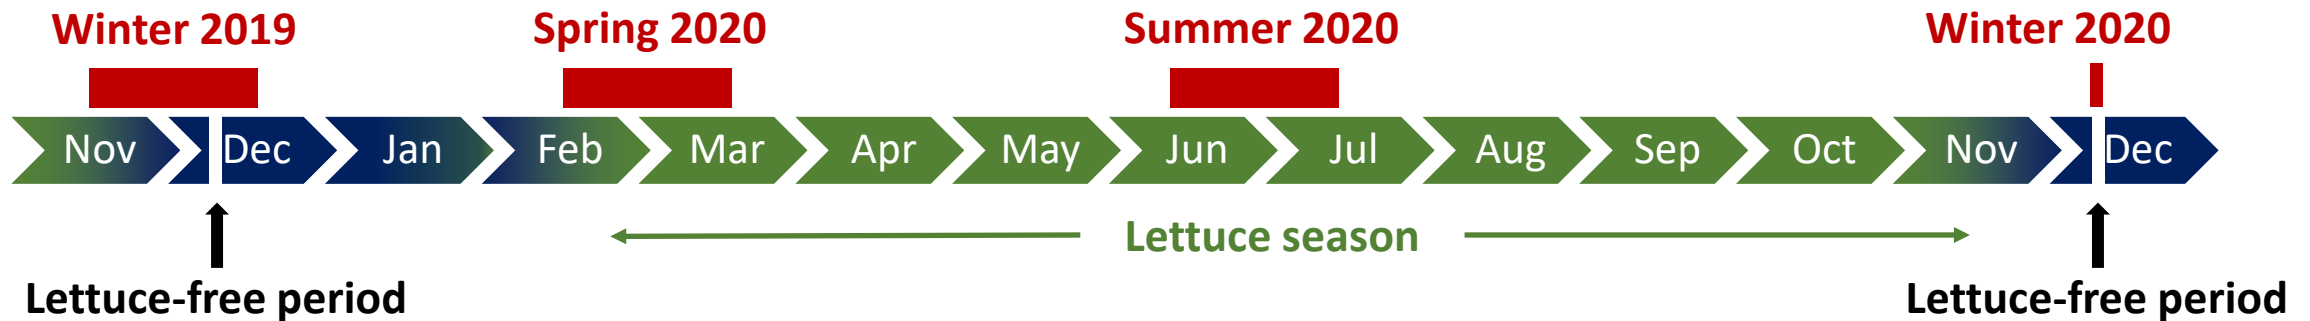 Winter 2019 Spring 2020 Summer 2020 Winter 2020
Nov Dec Jan Feb Mar Apr May Jun Jul Aug Sep Oct Nov Dec
Lettuce season
Lettuce-free period Lettuce-free period